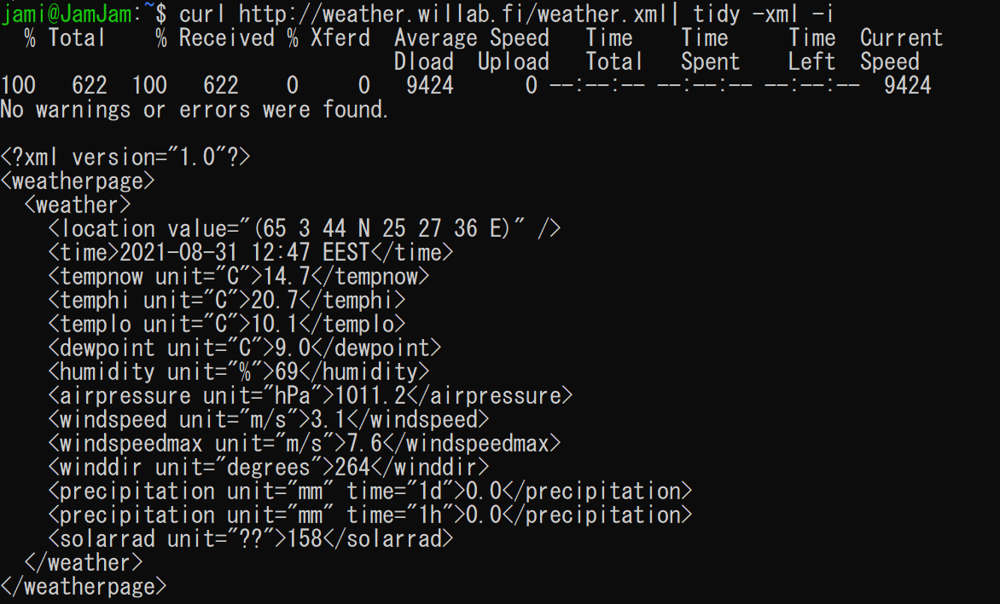 jami@JamJam:~$ curl http://weather.willab.fi/weather.xml| tidy -xml -i
  % Total    % Received % Xferd  Average Speed   Time    Time     Time  Current
                                 Dload  Upload   Total   Spent    Left  Speed
100   622  100   622    0     0   9424      0 --:--:-- --:--:-- --:--:--  9424
No warnings or errors were found.

<?xml version="1.0"?>
<weatherpage>
  <weather>
    <location value="(65 3 44 N 25 27 36 E)" />
    <time>2021-08-31 12:47 EEST</time>
    <tempnow unit="C">14.7</tempnow>
    <temphi unit="C">20.7</temphi>
    <templo unit="C">10.1</templo>
    <dewpoint unit="C">9.0</dewpoint>
    <humidity unit="%">69</humidity>
    <airpressure unit="hPa">1011.2</airpressure>
    <windspeed unit="m/s">3.1</windspeed>
    <windspeedmax unit="m/s">7.6</windspeedmax>
    <winddir unit="degrees">264</winddir>
    <precipitation unit="mm" time="1d">0.0</precipitation>
    <precipitation unit="mm" time="1h">0.0</precipitation>
    <solarrad unit="??">158</solarrad>
  </weather>
</weatherpage>